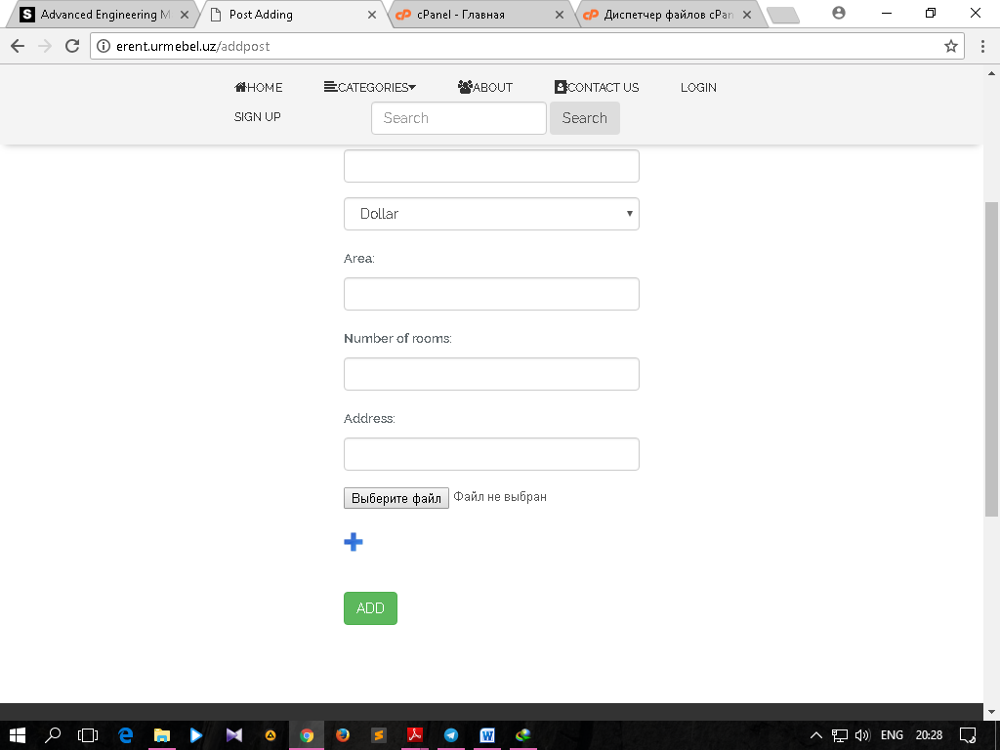 Advanced Engineering M
Post Adding
cPanel - Главная
Диспетчер файлов cPan
erent.urmebel.uz/addpost
HOME
CATEGORIES
ABOUT
CONTACT US
LOGIN
SIGN UP
Search
Search
Dollar
Area:
Number of rooms:
Address:
Выберите файл Файл не выбран
ADD
ENG
20:28